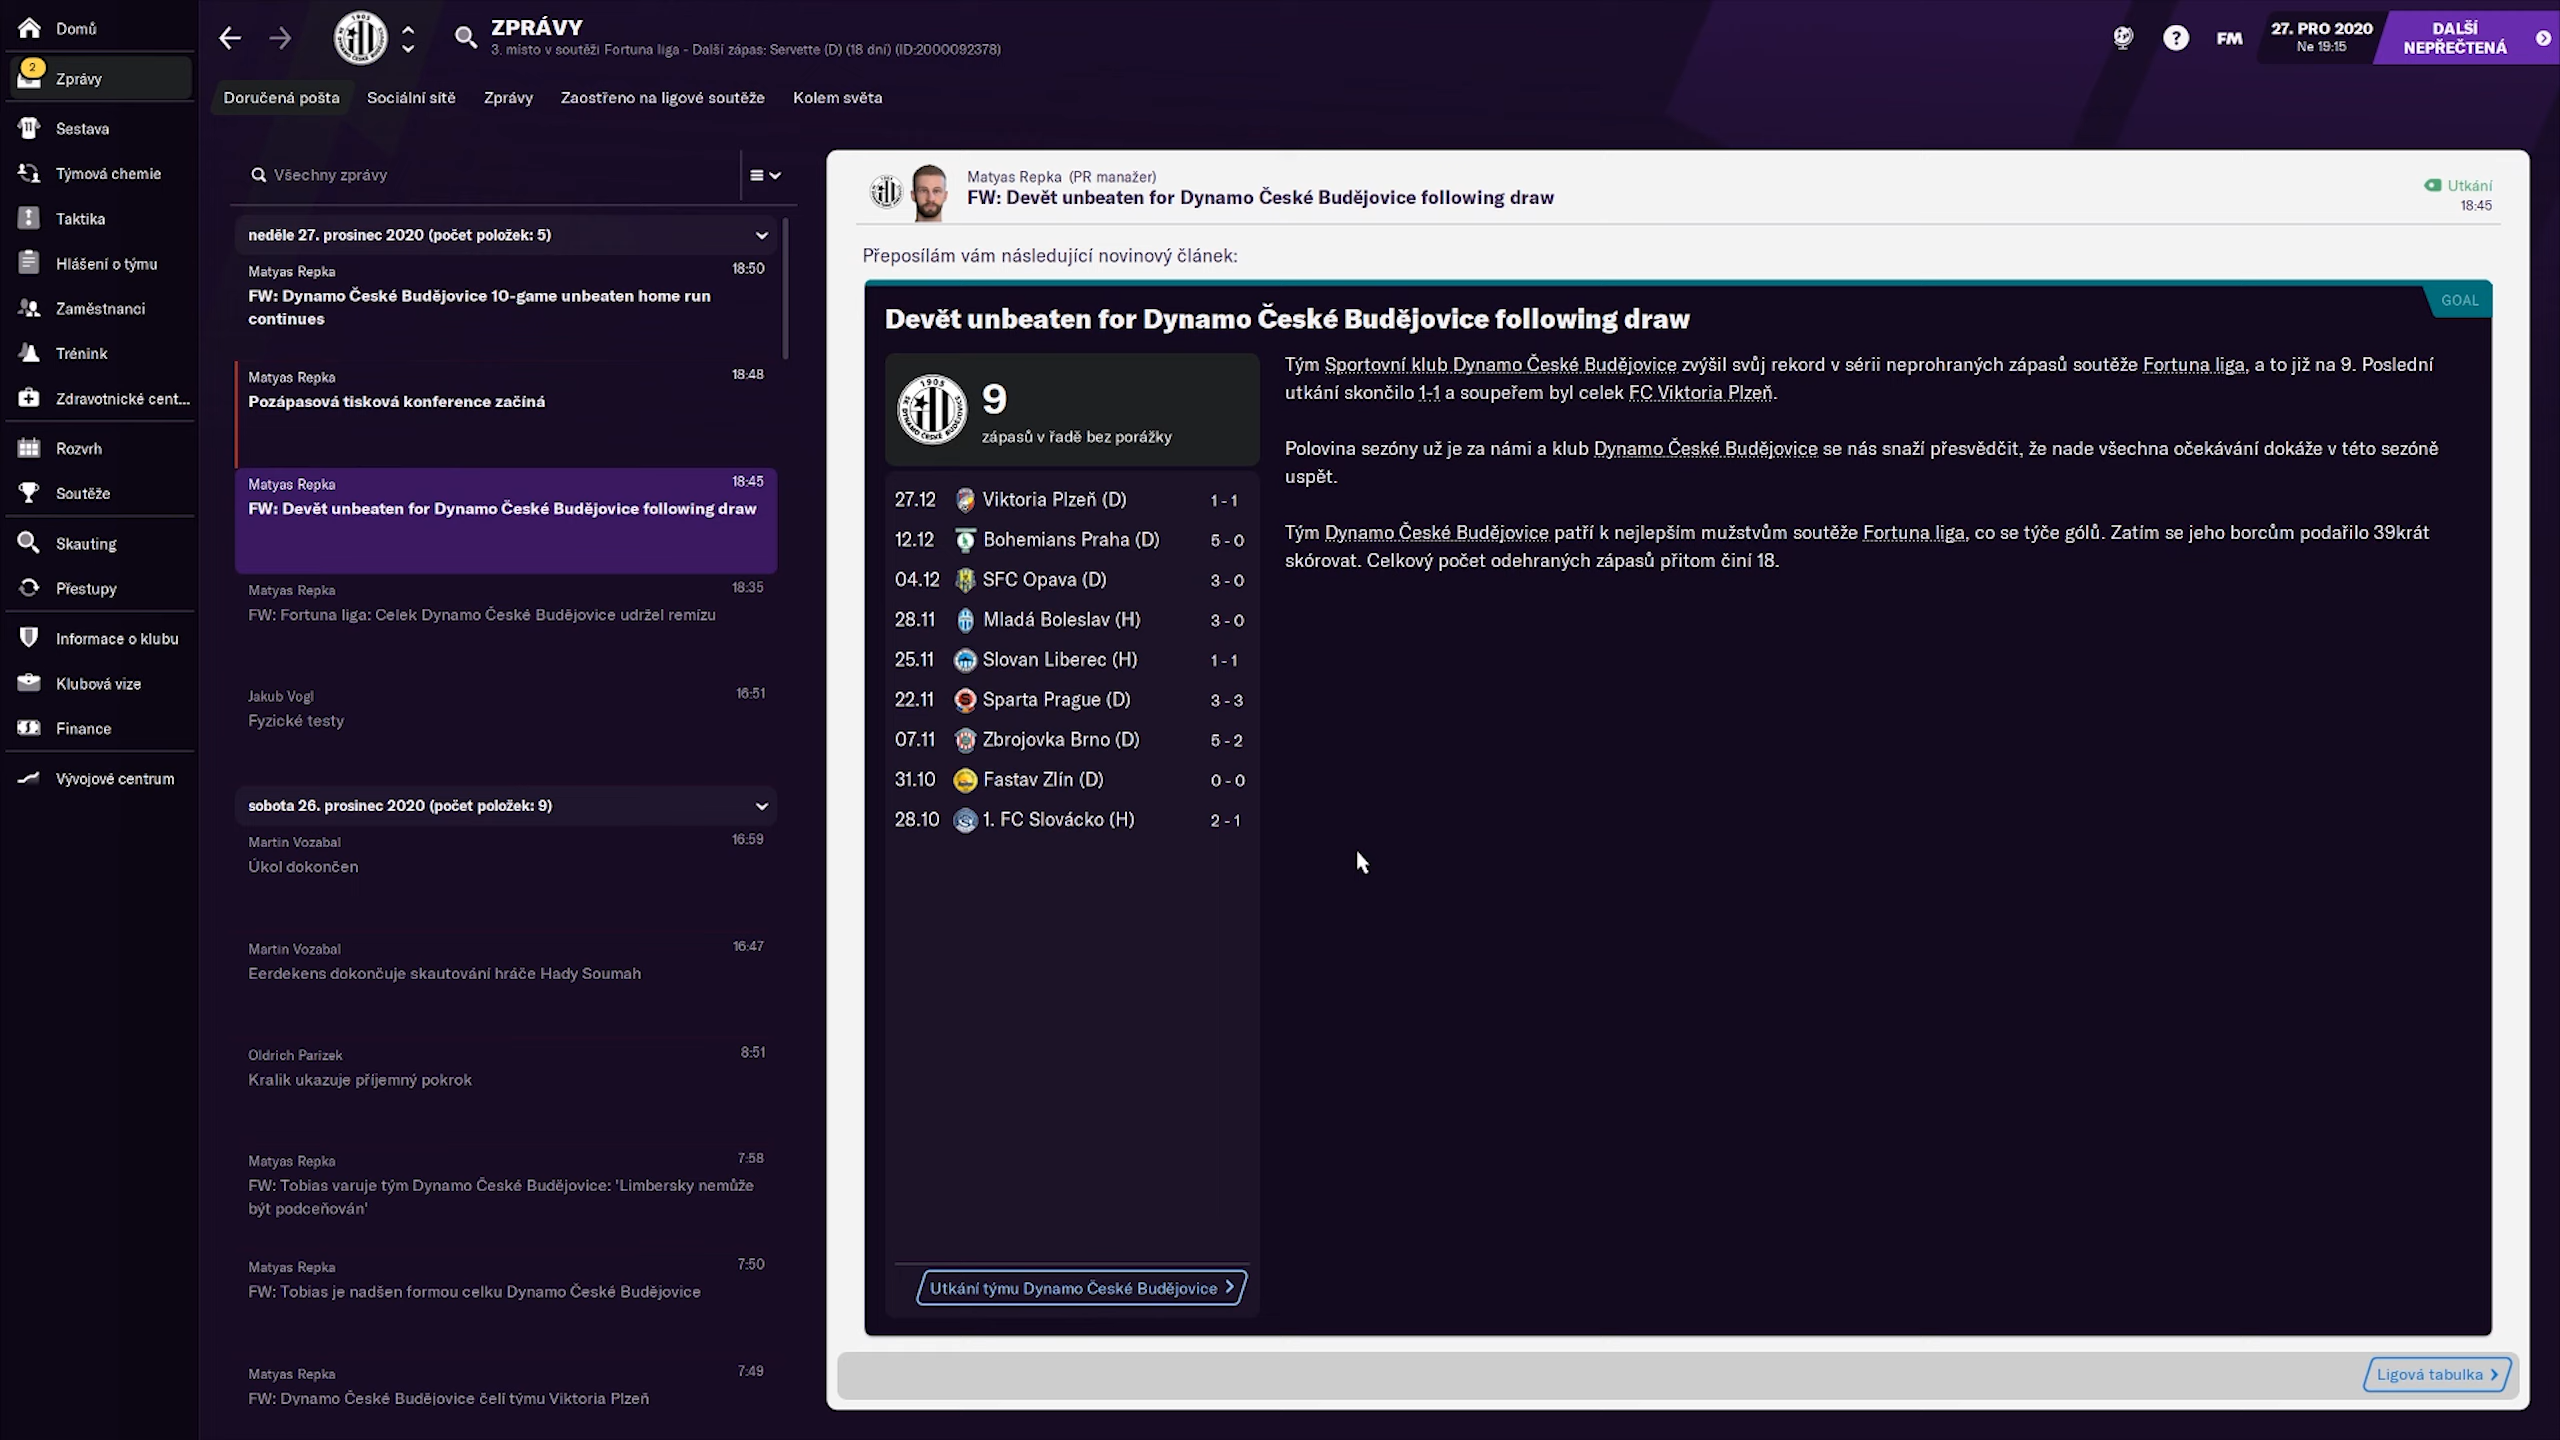 Domů
2
Zprávy
Sestava
Týmová chemie
Taktika
Hlášení o týmu
Zaměstnanci
Trénink
Zdravotnické cent...
Rozvrh
Soutěže
Skauting
Přestupy
Informace o klubu
Klubová vize
Finance
Vývojové centrum
ZPRÁVY
3. místo v soutěži Fortuna liga - Další zápas: Servette (D) (18 dní) (ID:2000092378)
FM
27. PRO 2020
Ne 19:15
DALŠÍ
NEPŘEČTENÁ
Doručená pošta
Sociální sítě
Zprávy
Zaostřeno na ligové soutěže
Kolem světa
Všechny zprávy
neděle 27. prosinec 2020 (počet položek: 5)
Matyas Repka 18:50
FW: Dynamo České Budějovice 10-game unbeaten home run
continues
Matyas Repka 18:48
Pozápasová tisková konference začíná
Matyas Repka 18:45
FW: Devět unbeaten for Dynamo České Budějovice following draw
Matyas Repka 18:35
FW: Fortuna liga: Celek Dynamo České Budějovice udržel remízu
Jakub Vogl 16:51
Fyzické testy
sobota 26. prosinec 2020 (počet položek: 9)
Martin Vozabal 16:59
Úkol dokončen
Martin Vozabal 16:47
Eerdekens dokončuje skautování hráče Hady Soumah
Oldrich Parizek 8:51
Kralik ukazuje příjemný pokrok
Matyas Repka 7:58
FW: Tobias varuje tým Dynamo České Budějovice: 'Limbersky nemůže
být podceňován'
Matyas Repka 7:50
FW: Tobias je nadšen formou celku Dynamo České Budějovice
Matyas Repka 7:49
FW: Dynamo České Budějovice čelí týmu Viktoria Plzeň
Matyas Repka (PR manažer)
FW: Devět unbeaten for Dynamo České Budějovice following draw
Utkání
18:45
Přeposílám vám následující novinový článek:
GOAL
Devět unbeaten for Dynamo České Budějovice following draw
9
zápasů v řadě bez porážky
27.12 Viktoria Plzeň (D) 1 - 1
12.12 Bohemians Praha (D) 5 - 0
04.12 SFC Opava (D) 3 - 0
28.11 Mladá Boleslav (H) 3 - 0
25.11 Slovan Liberec (H) 1 - 1
22.11 Sparta Prague (D) 3 - 3
07.11 Zbrojovka Brno (D) 5 - 2
31.10 Fastav Zlín (D) 0 - 0
28.10 1. FC Slovácko (H) 2 - 1
Utkání týmu Dynamo České Budějovice
Tým Sportovní klub Dynamo České Budějovice zvýšil svůj rekord v sérii neprohraných zápasů soutěže Fortuna liga, a to již na 9. Poslední
utkání skončilo 1-1 a soupeřem byl celek FC Viktoria Plzeň.
Polovina sezóny už je za námi a klub Dynamo České Budějovice se nás snaží přesvědčit, že nade všechna očekávání dokáže v této sezóně
uspět.
Tým Dynamo České Budějovice patří k nejlepším mužstvům soutěže Fortuna liga, co se týče gólů. Zatím se jeho borcům podařilo 39krát
skórovat. Celkový počet odehraných zápasů přitom činí 18.
Ligová tabulka